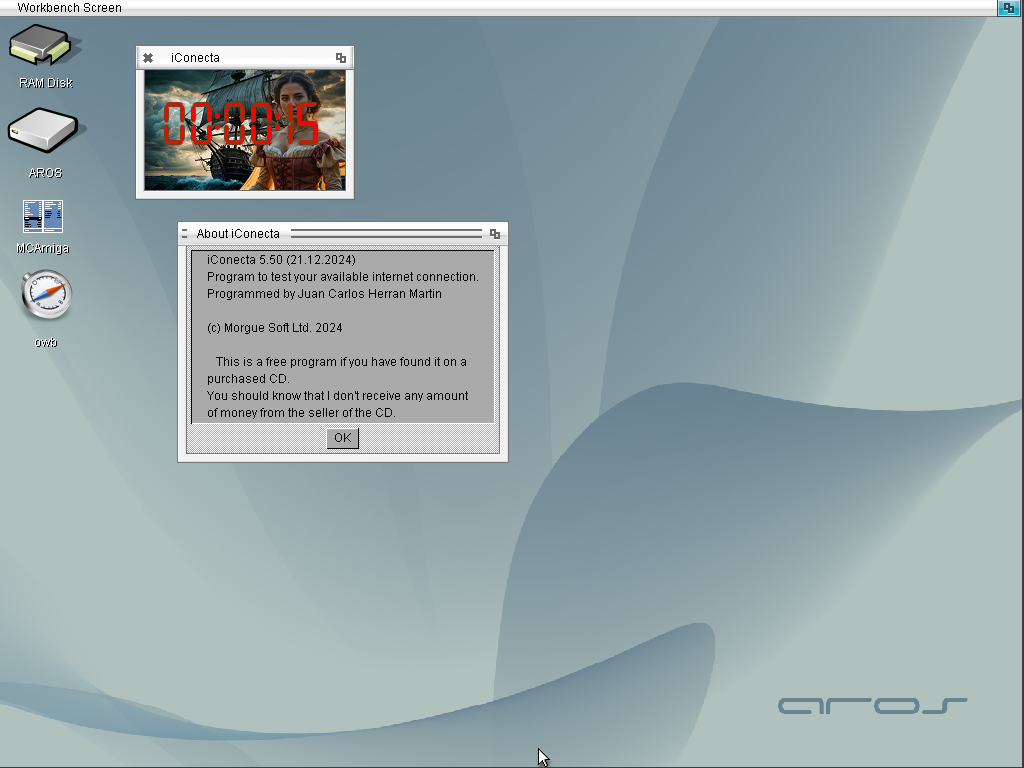 Workbench Screen
RAM Disk
AROS
MCAmiga
owb
iConecta
00:00:15
About iConecta
iConecta 5.50 (21.12.2024)
Program to test your available internet connection.
Programmed by Juan Carlos Herran Martin
(c) Morgue Soft Ltd. 2024
This is a free program if you have found it on a
purchased CD.
You should know that I don't receive any amount
of money from the seller of the CD.
OK
aros